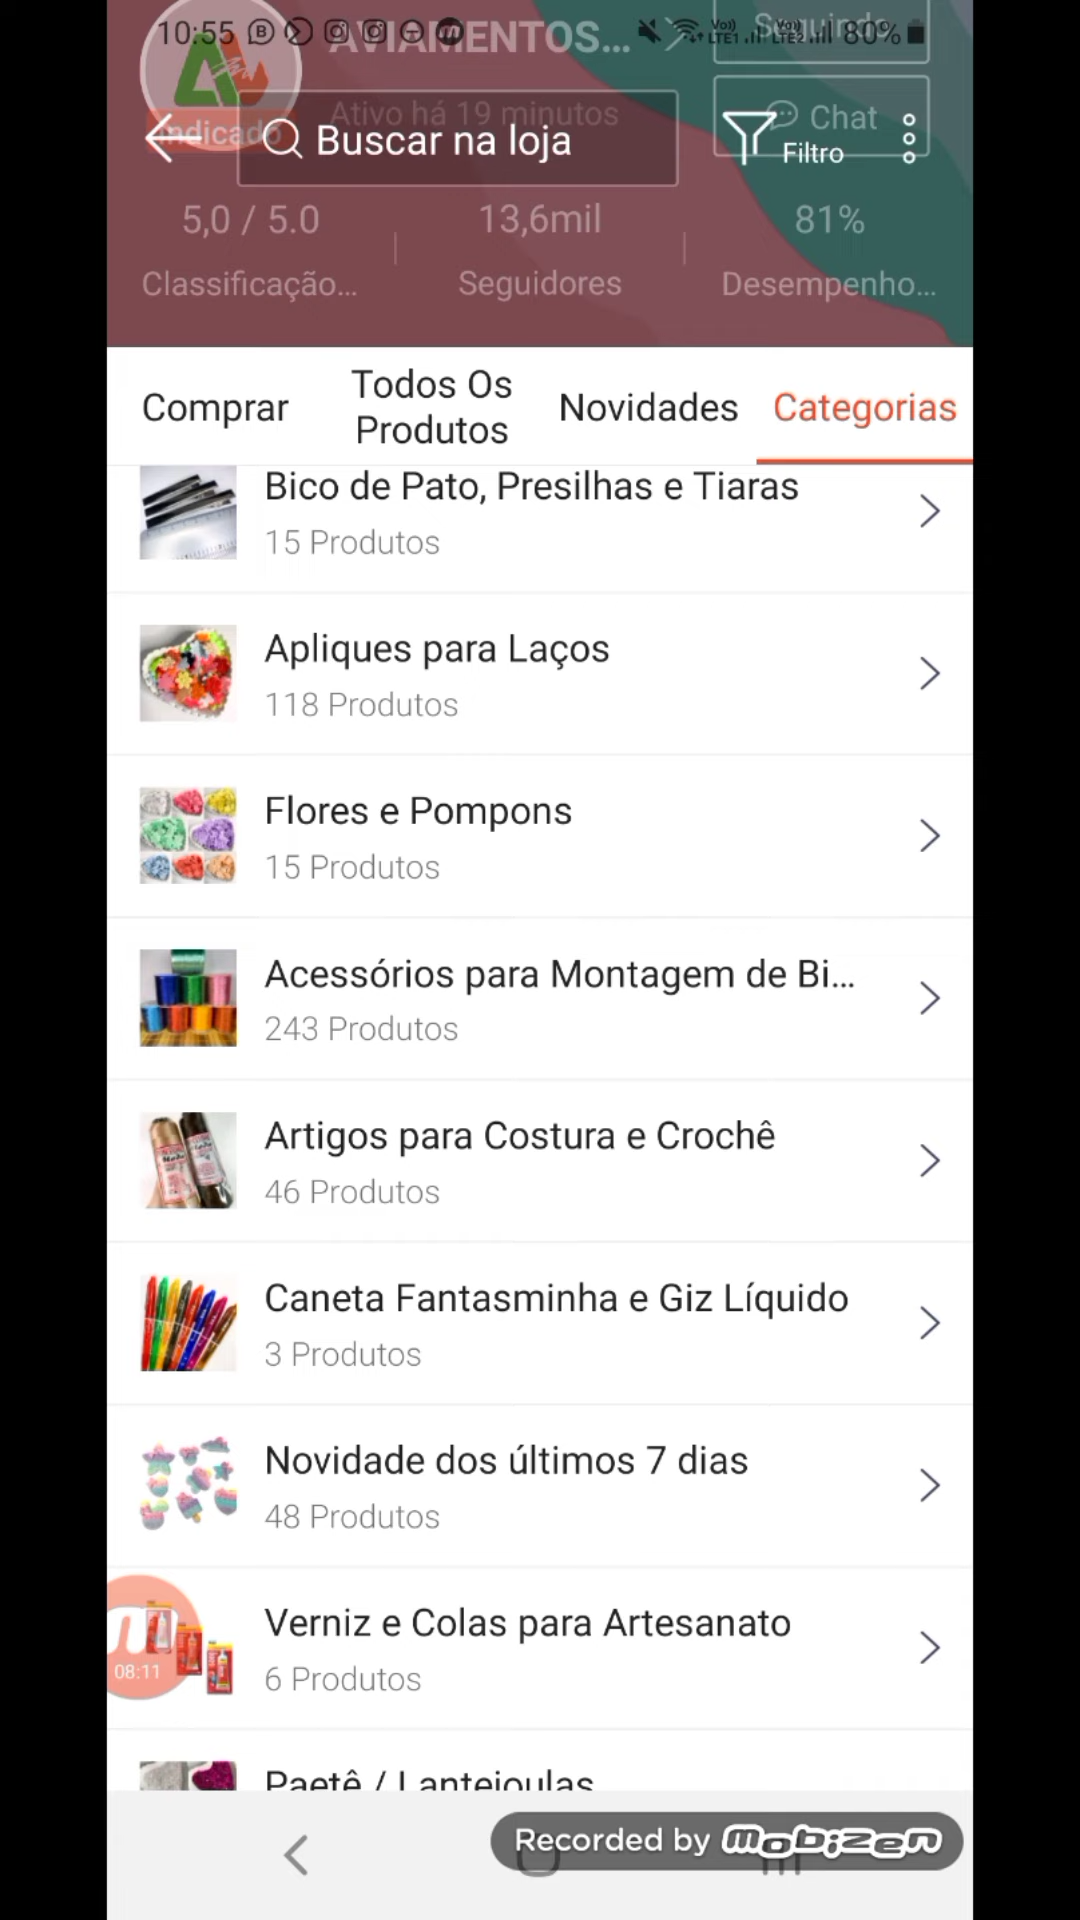 10:55
AVIAMENTOS...
Seguindo
80%
Ativo há 19 minutos
Chat
indicado
Buscar na loja
Filtro
5,0 / 5.0
13,6mil
81%
Classificação...
Seguidores
Desempenho...
Comprar
Todos Os
Produtos
Novidades
Categorias
Bico de Pato, Presilhas e Tiaras
15 Produtos
Apliques para Laços
118 Produtos
Flores e Pompons
15 Produtos
Acessórios para Montagem de Bi...
243 Produtos
Artigos para Costura e Crochê
46 Produtos
Caneta Fantasminha e Giz Líquido
3 Produtos
Novidade dos últimos 7 dias
48 Produtos
Verniz e Colas para Artesanato
08:11
6 Produtos
Paetê / Lantejoulas
Recorded by mobizen